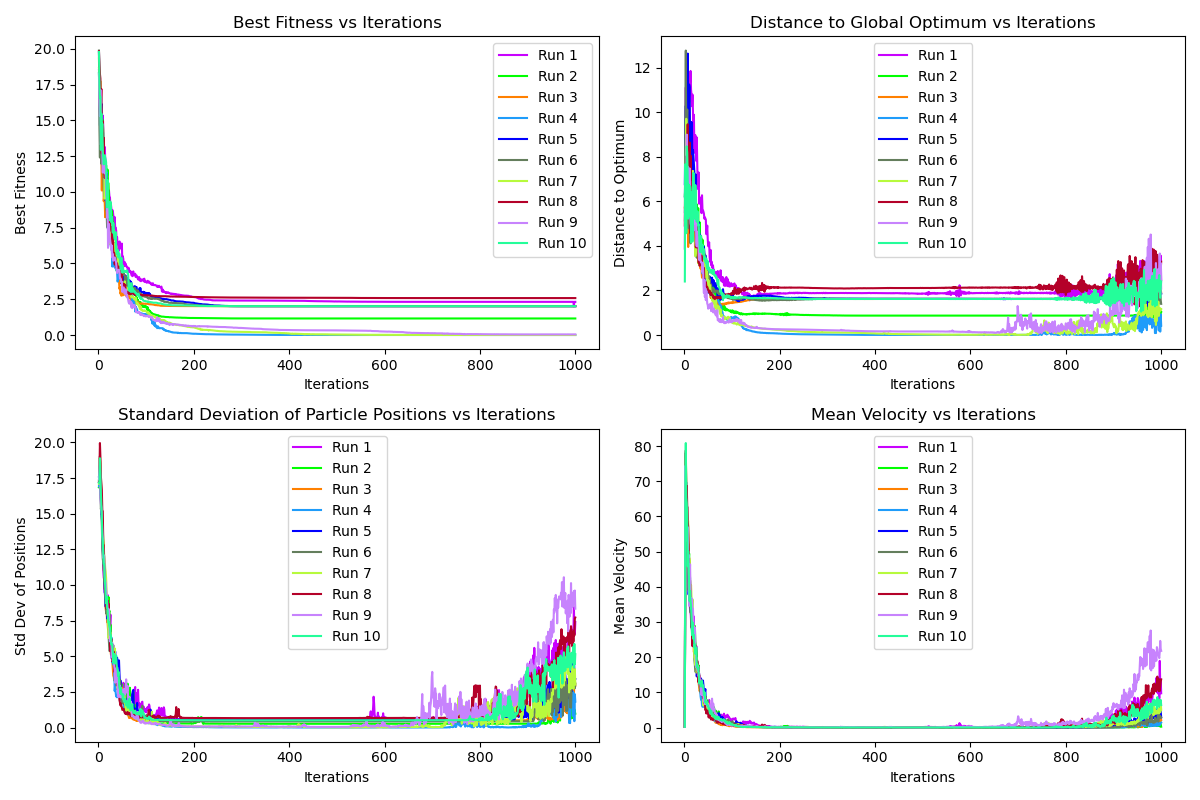 Best Fitness vs Iterations
20.0
17.5
15.0
12.5
10.0
7.5
5.0
2.5
0.0
Best Fitness
0
200
400
600
800
1000
Iterations
Run 1
Run 2
Run 3
Run 4
Run 5
Run 6
Run 7
Run 8
Run 9
Run 10
Distance to Global Optimum vs Iterations
12
10
8
6
4
2
0
Distance to Optimum
0
200
400
600
800
1000
Iterations
Run 1
Run 2
Run 3
Run 4
Run 5
Run 6
Run 7
Run 8
Run 9
Run 10
Standard Deviation of Particle Positions vs Iterations
20.0
17.5
15.0
12.5
10.0
7.5
5.0
2.5
0.0
Std Dev of Positions
0
200
400
600
800
1000
Iterations
Run 1
Run 2
Run 3
Run 4
Run 5
Run 6
Run 7
Run 8
Run 9
Run 10
Mean Velocity vs Iterations
80
70
60
50
40
30
20
10
0
Mean Velocity
0
200
400
600
800
1000
Iterations
Run 1
Run 2
Run 3
Run 4
Run 5
Run 6
Run 7
Run 8
Run 9
Run 10